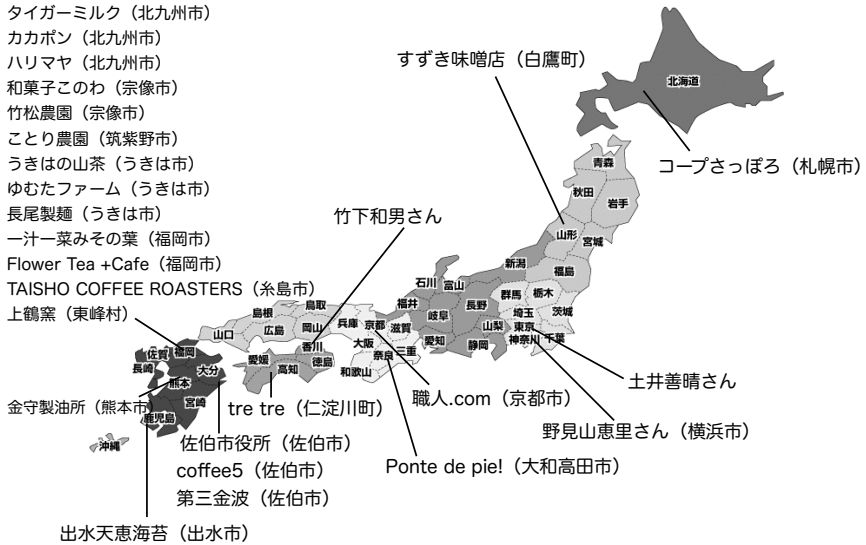 タイガーミルク（北九州市）
カカポン（北九州市）
ハリマヤ（北九州市）
和菓子このわ（宗像市）
竹松農園（宗像市）
ことり農園（筑紫野市）
うきはの山茶（うきは市）
ゆむたファーム（うきは市）
長尾製麺（うきは市）
一汁一菜みその葉（福岡市）
Flower Tea +Cafe（福岡市）
TAISHO COFFEE ROASTERS（糸島市）
上鶴窯（東峰村）
すずき味噌店（白鷹町）
コープさっぽろ（札幌市）
竹下和男さん
北海道
青森
秋田
岩手
山形
宮城
新潟
福島
石川
富山
群馬
栃木
福井
長野
茨城
岐阜
埼玉
山梨
東京
愛知
静岡
神奈川
千葉
鳥取
島根
兵庫
京都
滋賀
山口
広島
岡山
大阪
奈良
三重
和歌山
香川
愛媛
高知
徳島
佐賀
福岡
長崎
大分
熊本
宮崎
鹿児島
沖縄
土井善晴さん
職人.com（京都市）
野見山恵里さん（横浜市）
Ponte de pie!（大和高田市）
tre tre（仁淀川町）
金守製油所（熊本市）
佐伯市役所（佐伯市）
coffee5（佐伯市）
第三金波（佐伯市）
出水天恵海苔（出水市）